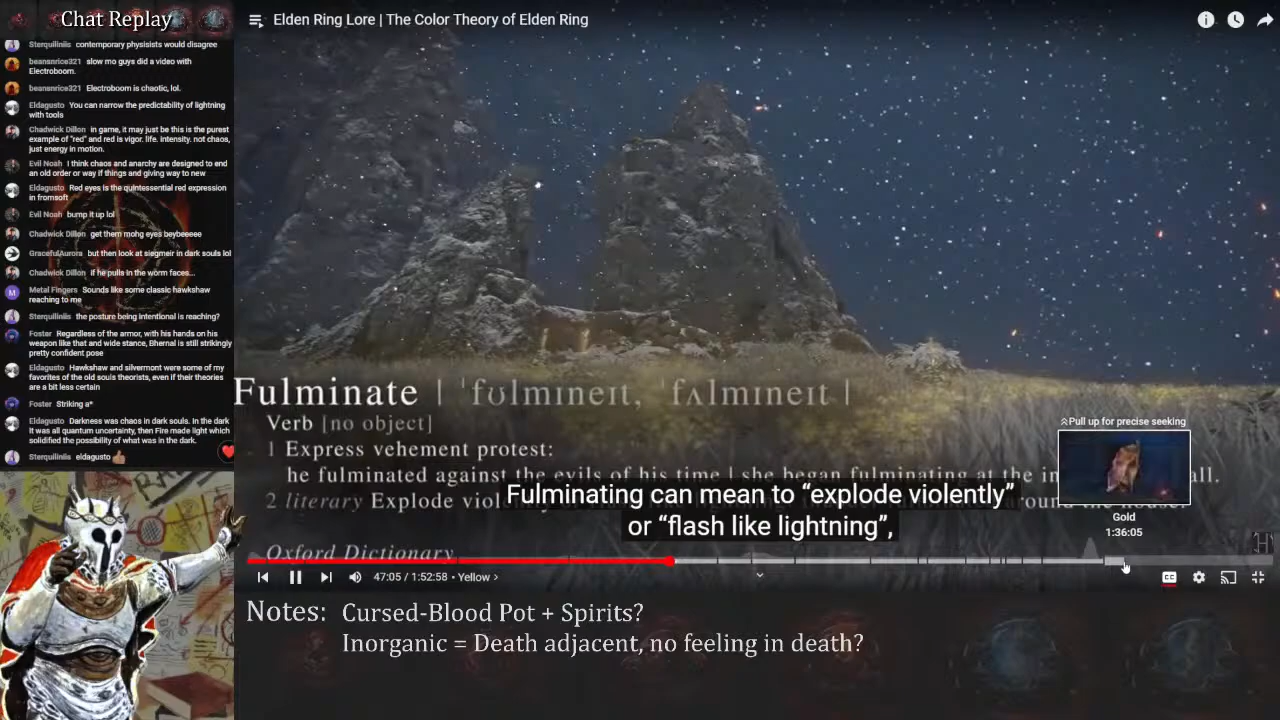 Chat Replay
Sterquiliniis contemporary physisists would disagree
beansnrice321 slow mo guys did a video with
Electroboom.
beansnrice321 Electroboom is chaotic, lol.
Eldagusto You can narrow the predictability of lightning
with tools
Chadwick Dillon in game, it may just be this is the purest
example of "red" and red is vigor. life. intensity. not chaos,
just energy in motion.
Evil Noah I think chaos and anarchy are designed to end
an old order or way if things and giving way to new
Eldagusto Red eyes is the quintessential red expression
in fromsoft
Evil Noah bump it up lol
Chadwick Dillon get them mohg eyes beybeeeee
GracefulAurora but then look at siegmeir in dark souls lol
Chadwick Dillon If he pulls in the worm faces...
M
Metal Fingers Sounds like some classic hawkshaw
reaching to me
Sterquiliniis the posture being intentional is reaching?
Foster Regardless of the armor, with his hands on his
weapon like that and wide stance, Bhernal is still strikingly
pretty confident pose
Eldagusto Hawkshaw and silvermont were some of my
favorites of the old souls theorists, even if their theories
are a bit less certain
Foster Striking a*
Eldagusto Darkness was chaos in dark souls. In the dark
it was all quantum uncertainty, then Fire made light which
solidified the possibility of what was in the dark.
Sterquiliniis eldagusto 👍
Elden Ring Lore | The Color Theory of Elden Ring
Fulminate | ˈfʊlmɪneɪt, ˈfʌlmɪneɪt |
Verb [no object]
1 Express vehement protest:
he fulminated against the evils of his time | she began fulminating at the in all.
2 literary Explode
Oxford Dictionary
Fulminating can mean to “explode violently”
or “flash like lightning”,
Pull up for precise seeking
Gold
1:36:05
47:05 / 1:52:58 • Yellow >
CC
Notes: Cursed-Blood Pot + Spirits?
Inorganic = Death adjacent, no feeling in death?